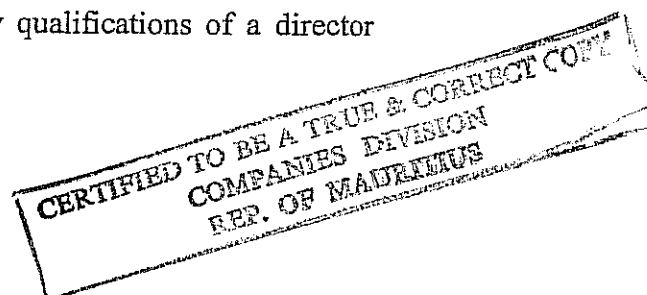 qualifications of a director
CERTIFIED TO BE A TRUE & CORRECT COPY
COMPANIES DIVISION
REP. OF MAURITIUS